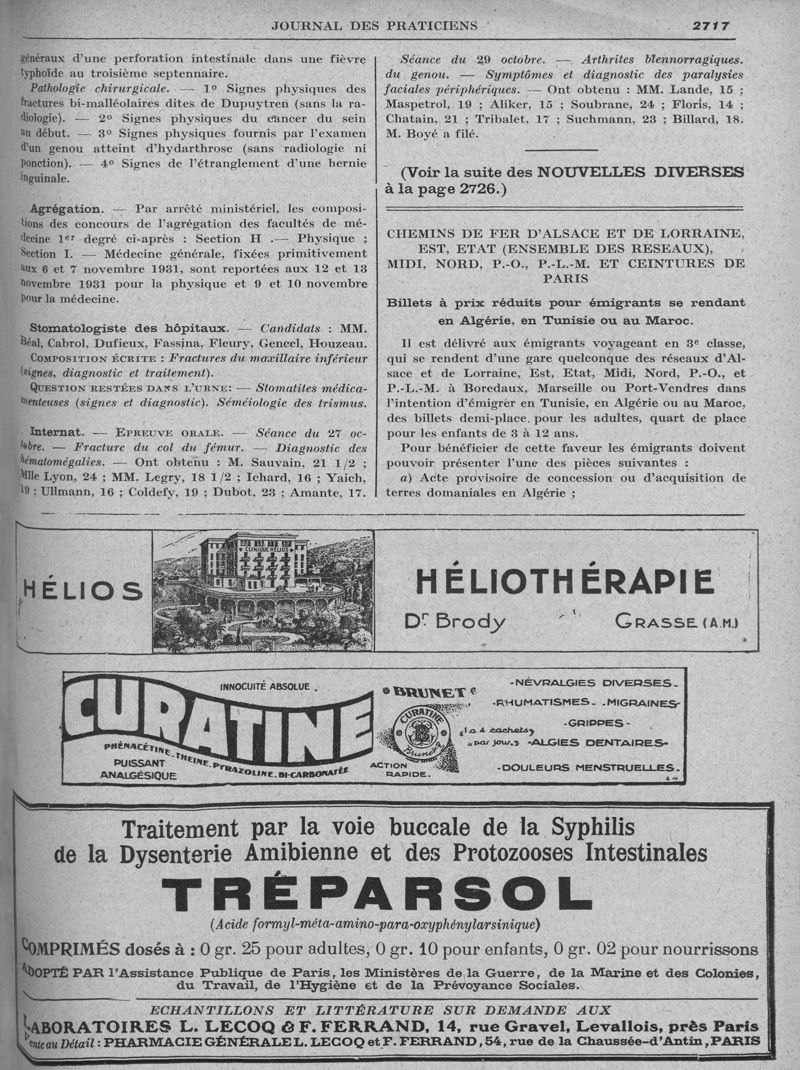 JOURNAL DES PRATICIENS 2717
généraux d'une perforation intestinale dans une fièvre
typhoïde au troisième septennaire.
Pathologie chirurgicale. — 1º Signes physiques des
fractures bi-malléolaires dites de Dupuytren (sans la ra-
diologie). — 2º Signes physiques du cancer du sein
au début. — 3º Signes physiques fournis par l'examen
d'un genou atteint d'hydarthrose (sans radiologie ni
ponction). — 4º Signes de l'étranglement d'une hernie
inguinale.
Agrégation. — Par arrêté ministériel, les composi-
tions des concours de l'agrégation des facultés de mé-
decine 1er degré ci-après : Section H .— Physique ;
Section I. — Médecine générale, fixées primitivement
aux 6 et 7 novembre 1931, sont reportées aux 12 et 13
novembre 1931 pour la physique et 9 et 10 novembre
pour la médecine.
Stomatologiste des hôpitaux. — Candidats : MM.
Béal, Cabrol, Dufieux, Fassina, Fleury, Gencel, Houzeau.
COMPOSITION ÉCRITE : Fractures du maxillaire inférieur
(signes, diagnostic et traitement).
QUESTION RESTÉES DANS L'URNE: — Stomatites médica-
menteuses (signes et diagnostic). Séméiologie des trismus.
Internat. — EPREUVE ORALE. — Séance du 27 oc-
tobre. — Fracture du col du fémur. — Diagnostic des
hématomégalies. — Ont obtenu : M. Sauvain, 21 1/2 ;
Mlle Lyon, 24 ; MM. Legry, 18 1/2 ; Ichard, 16 ; Yaich,
19 ; Ullmann, 16 ; Coldefy, 19 ; Dubot, 23 ; Amante, 17.
Séance du 29 octobre. — Arthrites blennorragiques.
du genou. — Symptômes et diagnostic des paralysies
faciales périphériques. — Ont obtenu : MM. Lande, 15 ;
Maspetrol, 19 ; Aliker, 15 ; Soubrane, 24 ; Floris, 14 ;
Chatain, 21 ; Tribalet, 17 ; Suchmann, 23 ; Billard, 18.
M. Boyé a filé.
(Voir la suite des NOUVELLES DIVERSES
à la page 2726.)
CHEMINS DE FER D'ALSACE ET DE LORRAINE,
EST, ETAT (ENSEMBLE DES RESEAUX),
MIDI, NORD, P.-O., P.-L.-M. ET CEINTURES DE
PARIS
Billets à prix réduits pour émigrants se rendant
en Algérie, en Tunisie ou au Maroc.
Il est délivré aux émigrants voyageant en 3e classe,
qui se rendent d'une gare quelconque des réseaux d'Al-
sace et de Lorraine, Est, Etat, Midi, Nord, P.-O., et
P.-L.-M. à Boredaux, Marseille ou Port-Vendres dans
l'intention d'émigrer en Tunisie, en Algérie ou au Maroc,
des billets demi-place, pour les adultes, quart de place
pour les enfants de 3 à 12 ans.
Pour bénéficier de cette faveur les émigrants doivent
pouvoir présenter l'une des pièces suivantes :
a) Acte provisoire de concession ou d'acquisition de
terres domaniales en Algérie ;
HÉLIOS
CLINIQUE HÉLIOS
HÉLIOTHÉRAPIE
Dr Brody GRASSE (A.M.)
CURATINE
INNOCUITÉ ABSOLUE.
PHÉNACÉTINE-THEINE-PYRAZOLINE-BI-CARBONATÉE
PUISSANT
ANALGÉSIQUE
BRUNET
CURATINE
B
Brunet
ACTION
RAPIDE.
-NÉVRALGIES DIVERSES-
-RHUMATISMES- -MIGRAINES-
-GRIPPES-
1 a 4 cachets
par jour. -ALGIES DENTAIRES-
-DOULEURS MENSTRUELLES.
Traitement par la voie buccale de la Syphilis
de la Dysenterie Amibienne et des Protozooses Intestinales
TRÉPARSOL
(Acide formyl-méta-amino-para-oxyphénylarsinique)
COMPRIMÉS dosés à : 0 gr. 25 pour adultes, 0 gr. 10 pour enfants, 0 gr. 02 pour nourrissons
ADOPTÉ PAR l'Assistance Publique de Paris, les Ministères de la Guerre, de la Marine et des Colonies,
du Travail, de l'Hygiène et de la Prévoyance Sociales.
ECHANTILLONS ET LITTÉRATURE SUR DEMANDE AUX
LABORATOIRES L. LECOQ & F. FERRAND, 14, rue Gravel, Levallois, près Paris
Vente au Détail : PHARMACIE GÉNÉRALE L. LECOQ et F. FERRAND, 54, rue de la Chaussée-d'Antin, PARIS